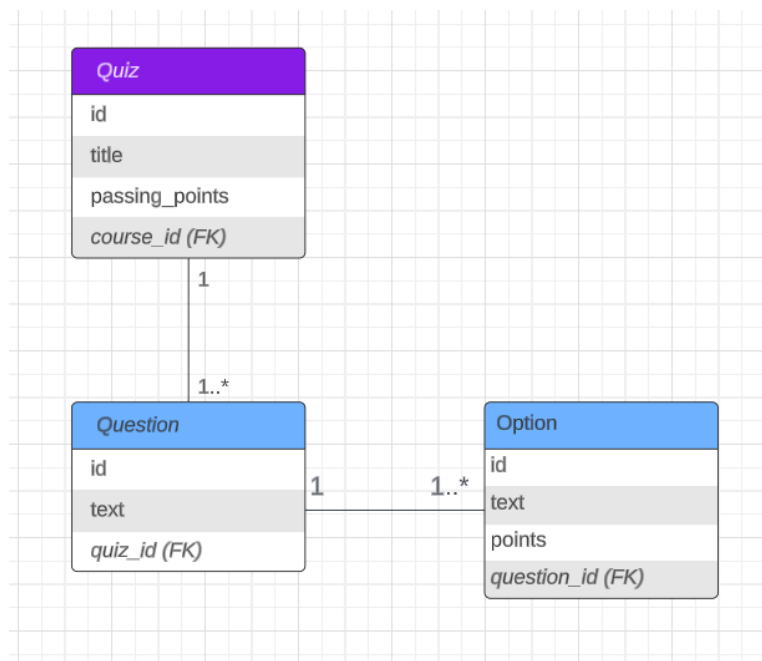 Quiz
id
title
passing_points
course_id (FK)
1
1..*
Question
id
text
quiz_id (FK)
1
1..*
Option
id
text
points
question_id (FK)